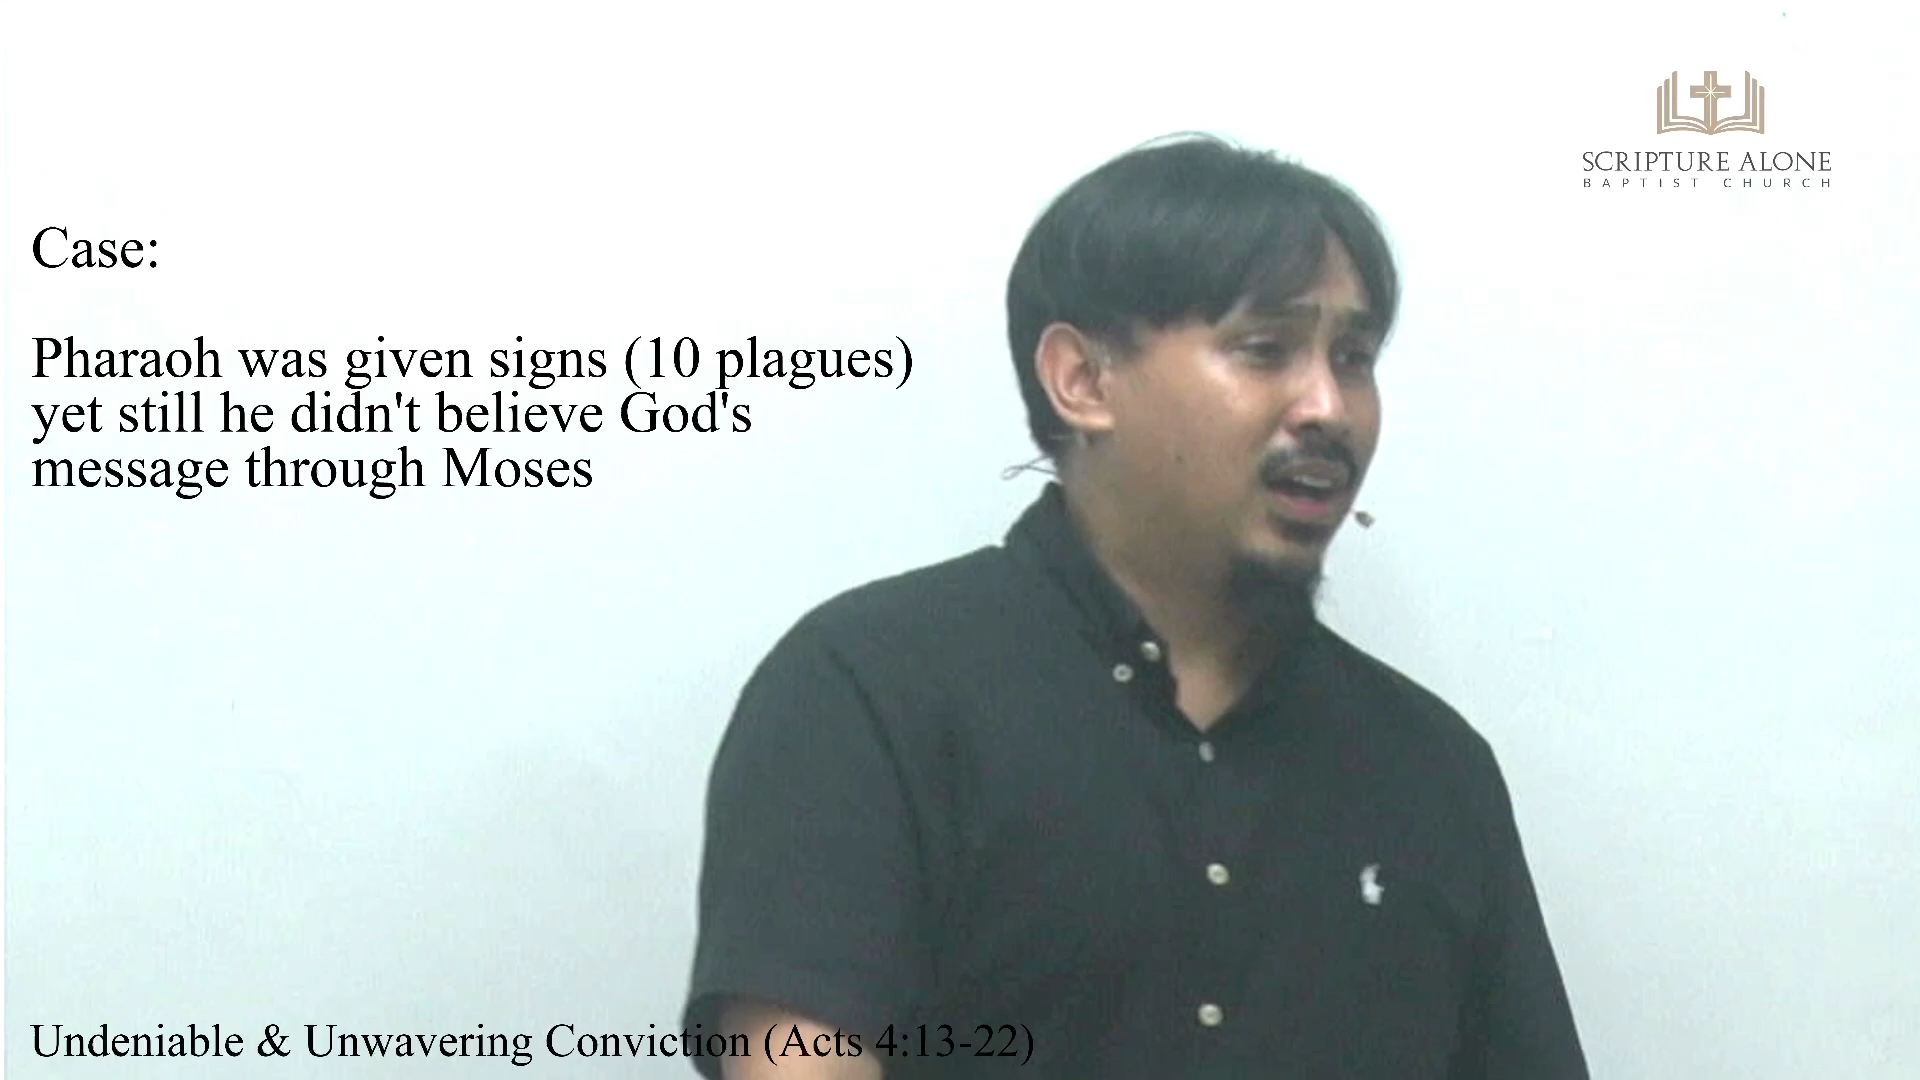 SCRIPTURE ALONE
BAPTIST CHURCH
Case:
Pharaoh was given signs (10 plagues)
yet still he didn't believe God's
message through Moses
Undeniable & Unwavering Conviction (Acts 4:13-22)